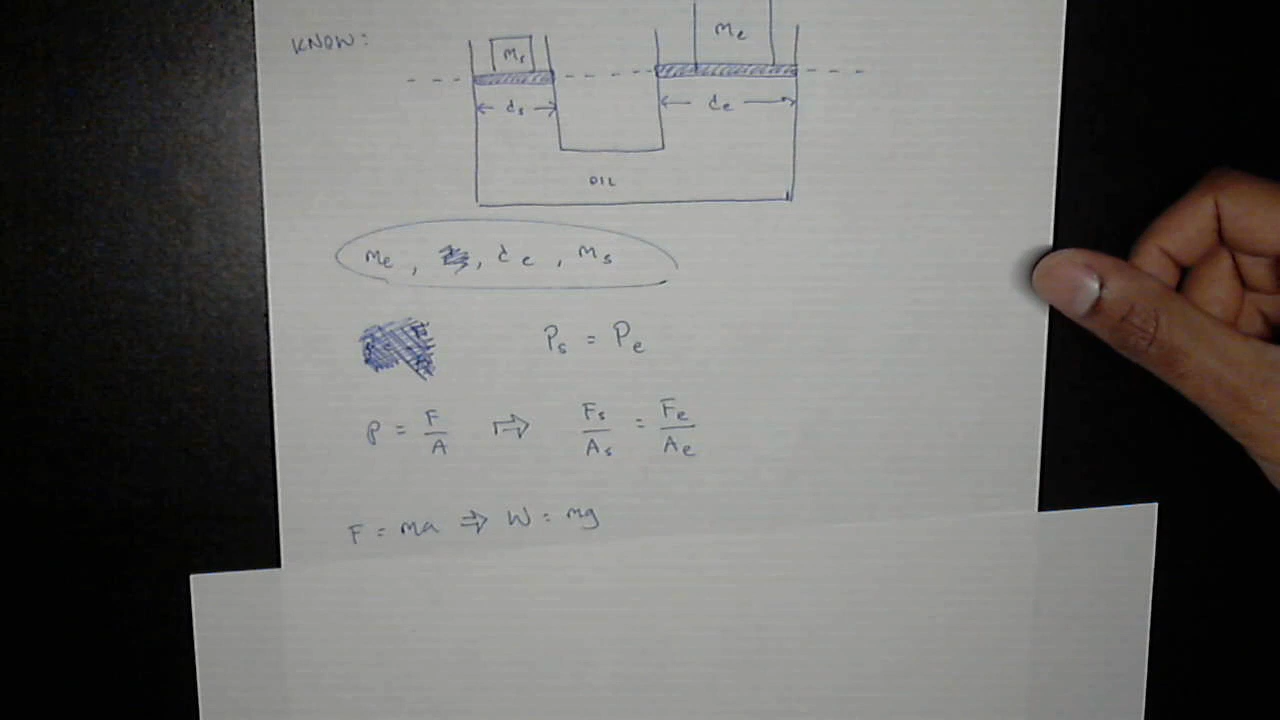 KNOW:
ms
me
ds
de
OIL
me, de, ms
Ps = Pe
P = F/A ⇒ Fs/As = Fe/Ae
F = ma ⇒ W = mg